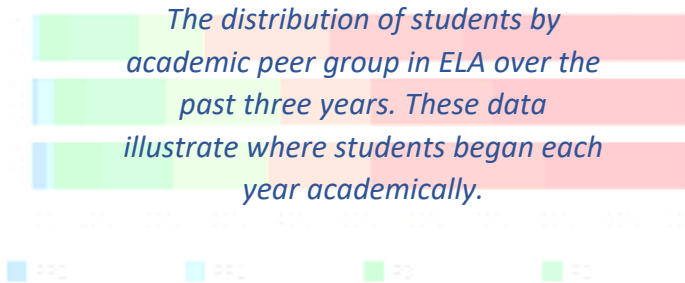 The distribution of students by
academic peer group in ELA over the
past three years. These data
illustrate where students began each
year academically.